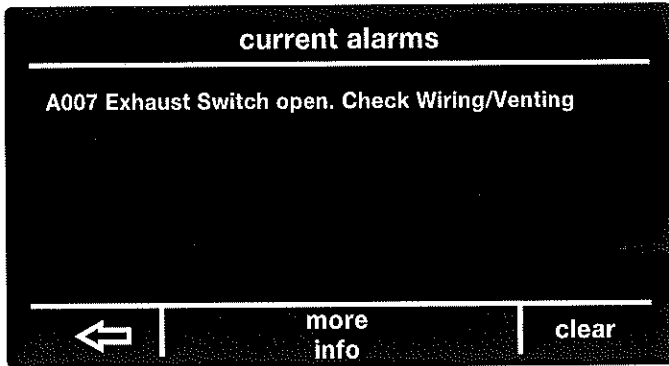 current alarms
A007 Exhaust Switch open. Check Wiring/Venting
more
info
clear